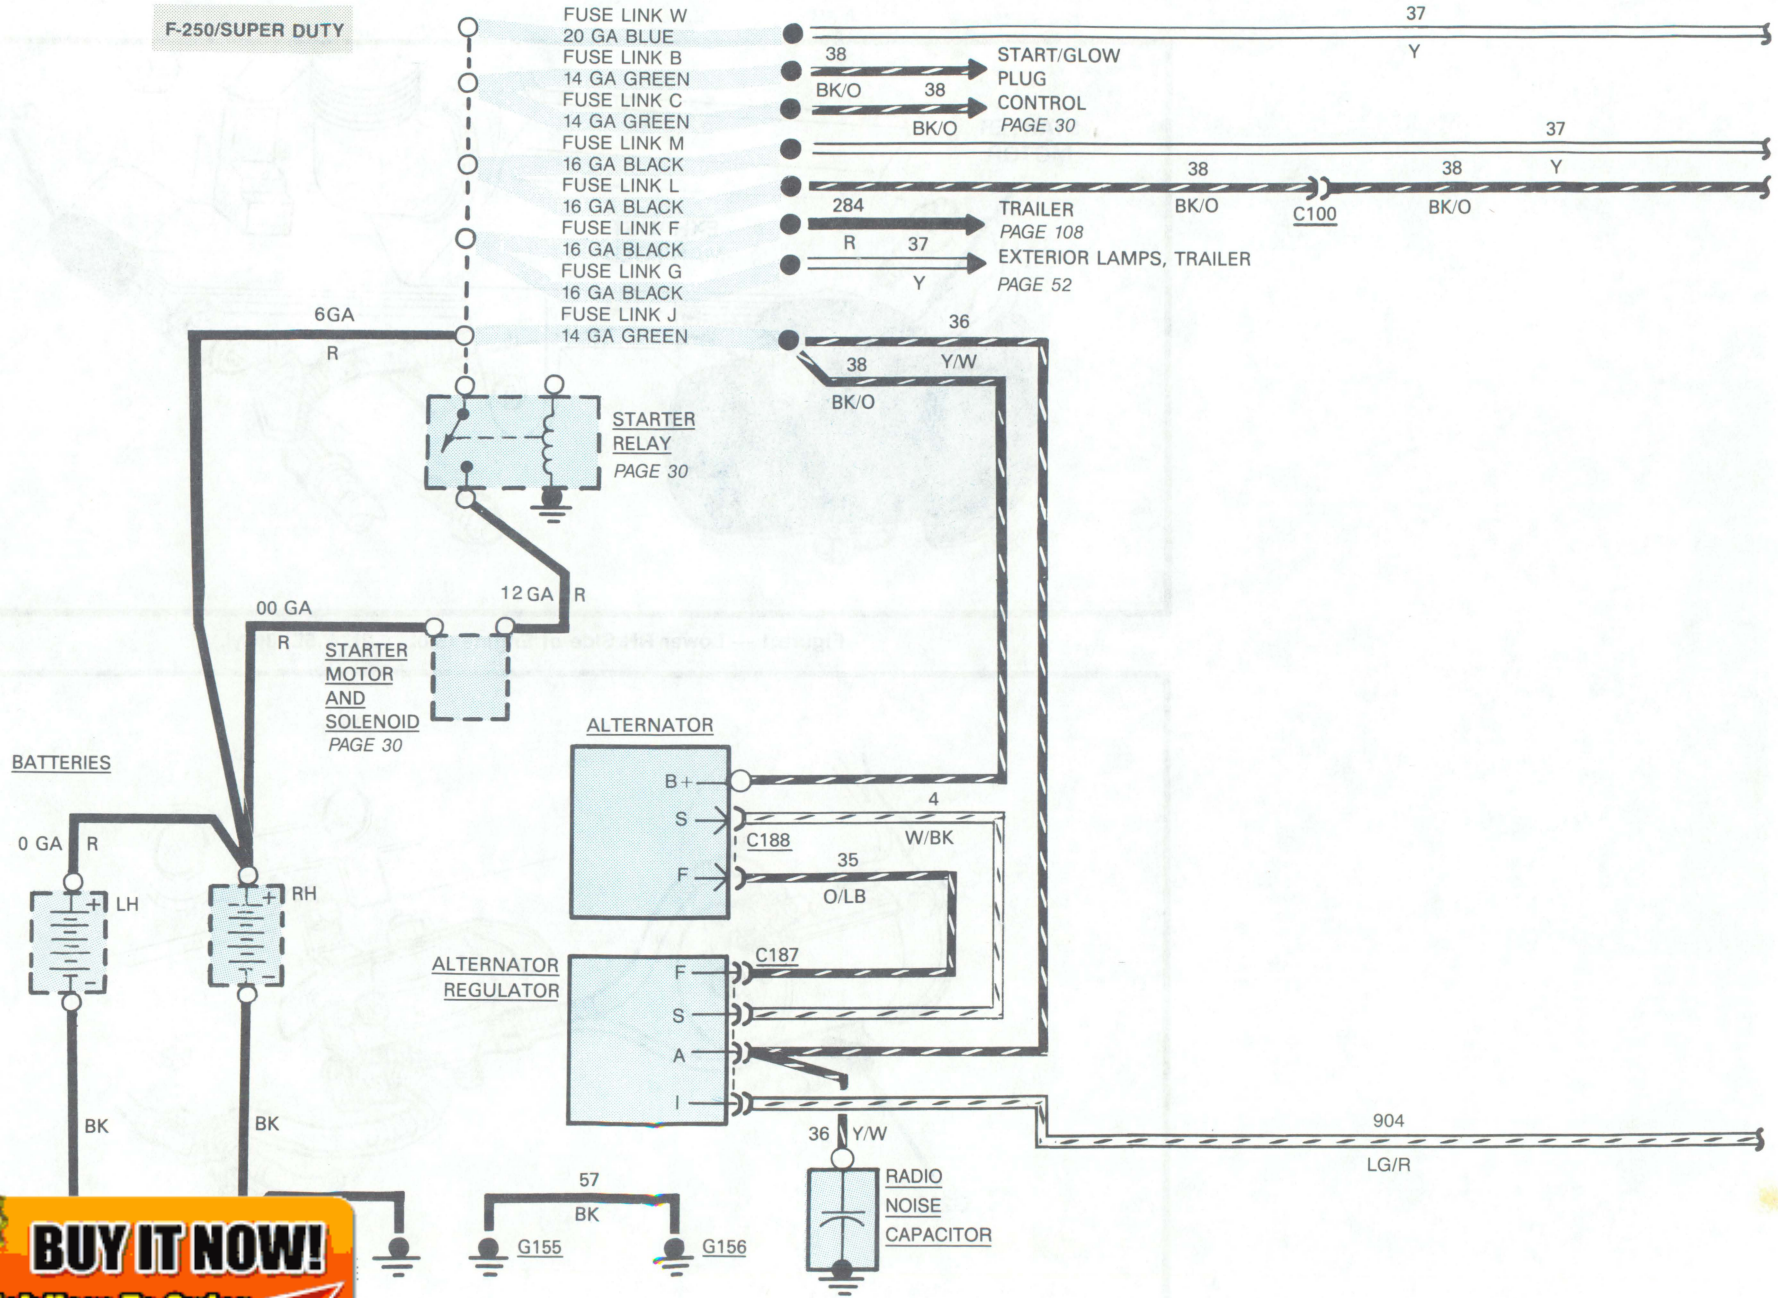 F-250/SUPER DUTY
FUSE LINK W
20 GA BLUE
FUSE LINK B
14 GA GREEN
FUSE LINK C
14 GA GREEN
FUSE LINK M
16 GA BLACK
FUSE LINK L
16 GA BLACK
FUSE LINK F
16 GA BLACK
FUSE LINK G
16 GA BLACK
FUSE LINK J
14 GA GREEN
37
Y
38
BK/O
38
BK/O
START/GLOW
PLUG
CONTROL
PAGE 30
37
Y
38
BK/O
C100
38
BK/O
284
R
TRAILER
PAGE 108
37
Y
EXTERIOR LAMPS, TRAILER
PAGE 52
36
Y/W
38
BK/O
6GA
R
STARTER
RELAY
PAGE 30
12 GA R
00 GA
R
STARTER
MOTOR
AND
SOLENOID
PAGE 30
BATTERIES
0 GA R
+ LH
-
+ RH
-
BK
BK
ALTERNATOR
B+
S
F
C188
4
W/BK
35
O/LB
ALTERNATOR
REGULATOR
C187
F
S
A
I
904
LG/R
36 Y/W
RADIO
NOISE
CAPACITOR
57
BK
G155
G156
BUY IT NOW!